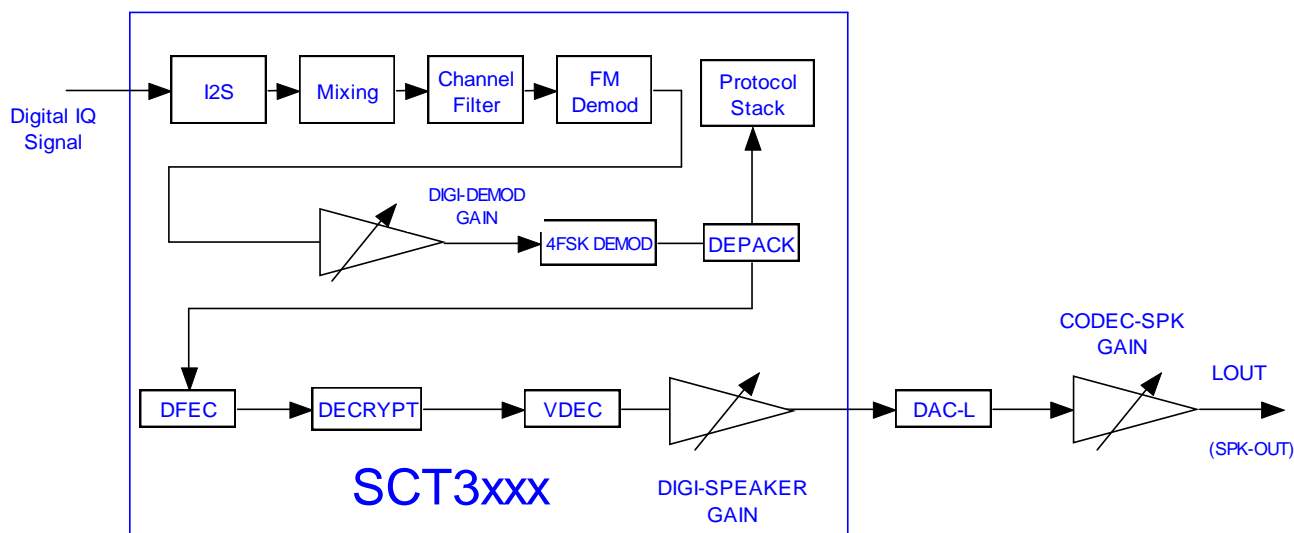 Digital IQ
Signal
I2S
Mixing
Channel
Filter
FM
Demod
Protocol
Stack
DIGI-DEMOD
GAIN
4FSK DEMOD
DEPACK
DFEC
DECRYPT
VDEC
DIGI-SPEAKER
GAIN
SCT3xxx
DAC-L
CODEC-SPK
GAIN
LOUT
(SPK-OUT)